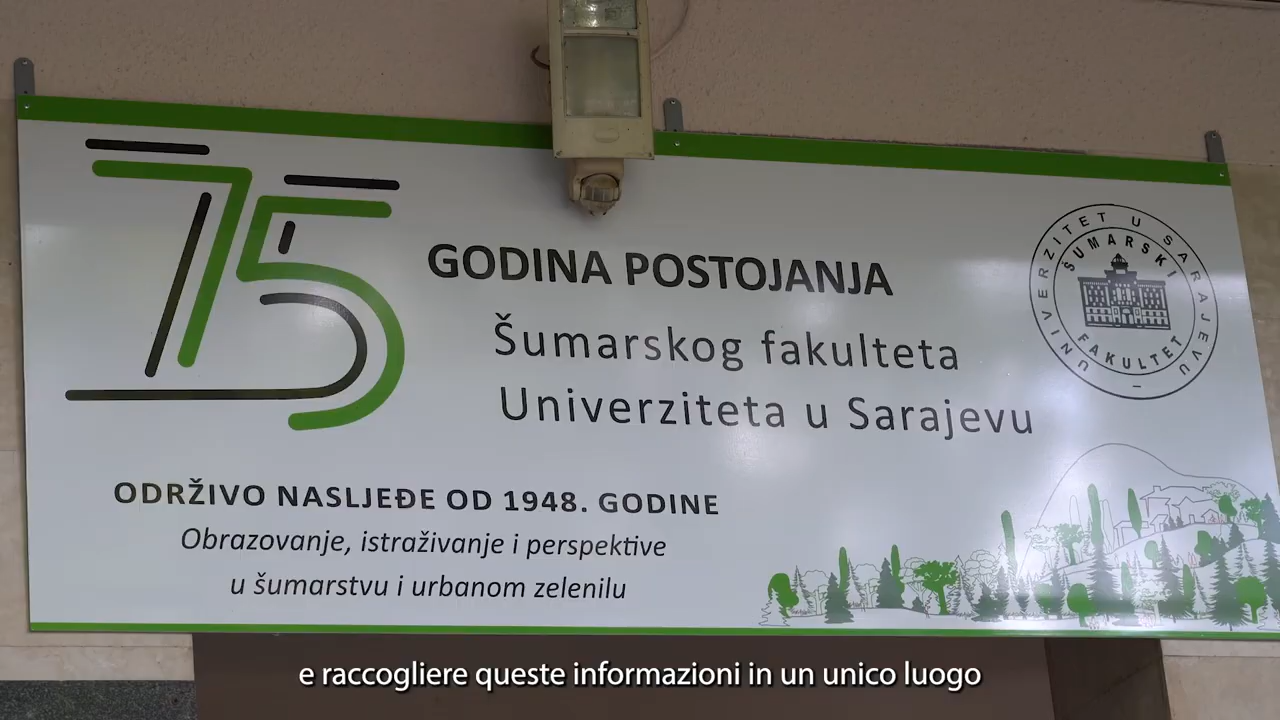 75
GODINA POSTOJANJA
Šumarskog fakulteta
Univerziteta u Sarajevu
UNIVERZITET U SARAJEVU –
ŠUMARSKI FAKULTET
ODRŽIVO NASLJEĐE OD 1948. GODINE
Obrazovanje, istraživanje i perspektive
u šumarstvu i urbanom zelenilu
e raccogliere queste informazioni in un unico luogo